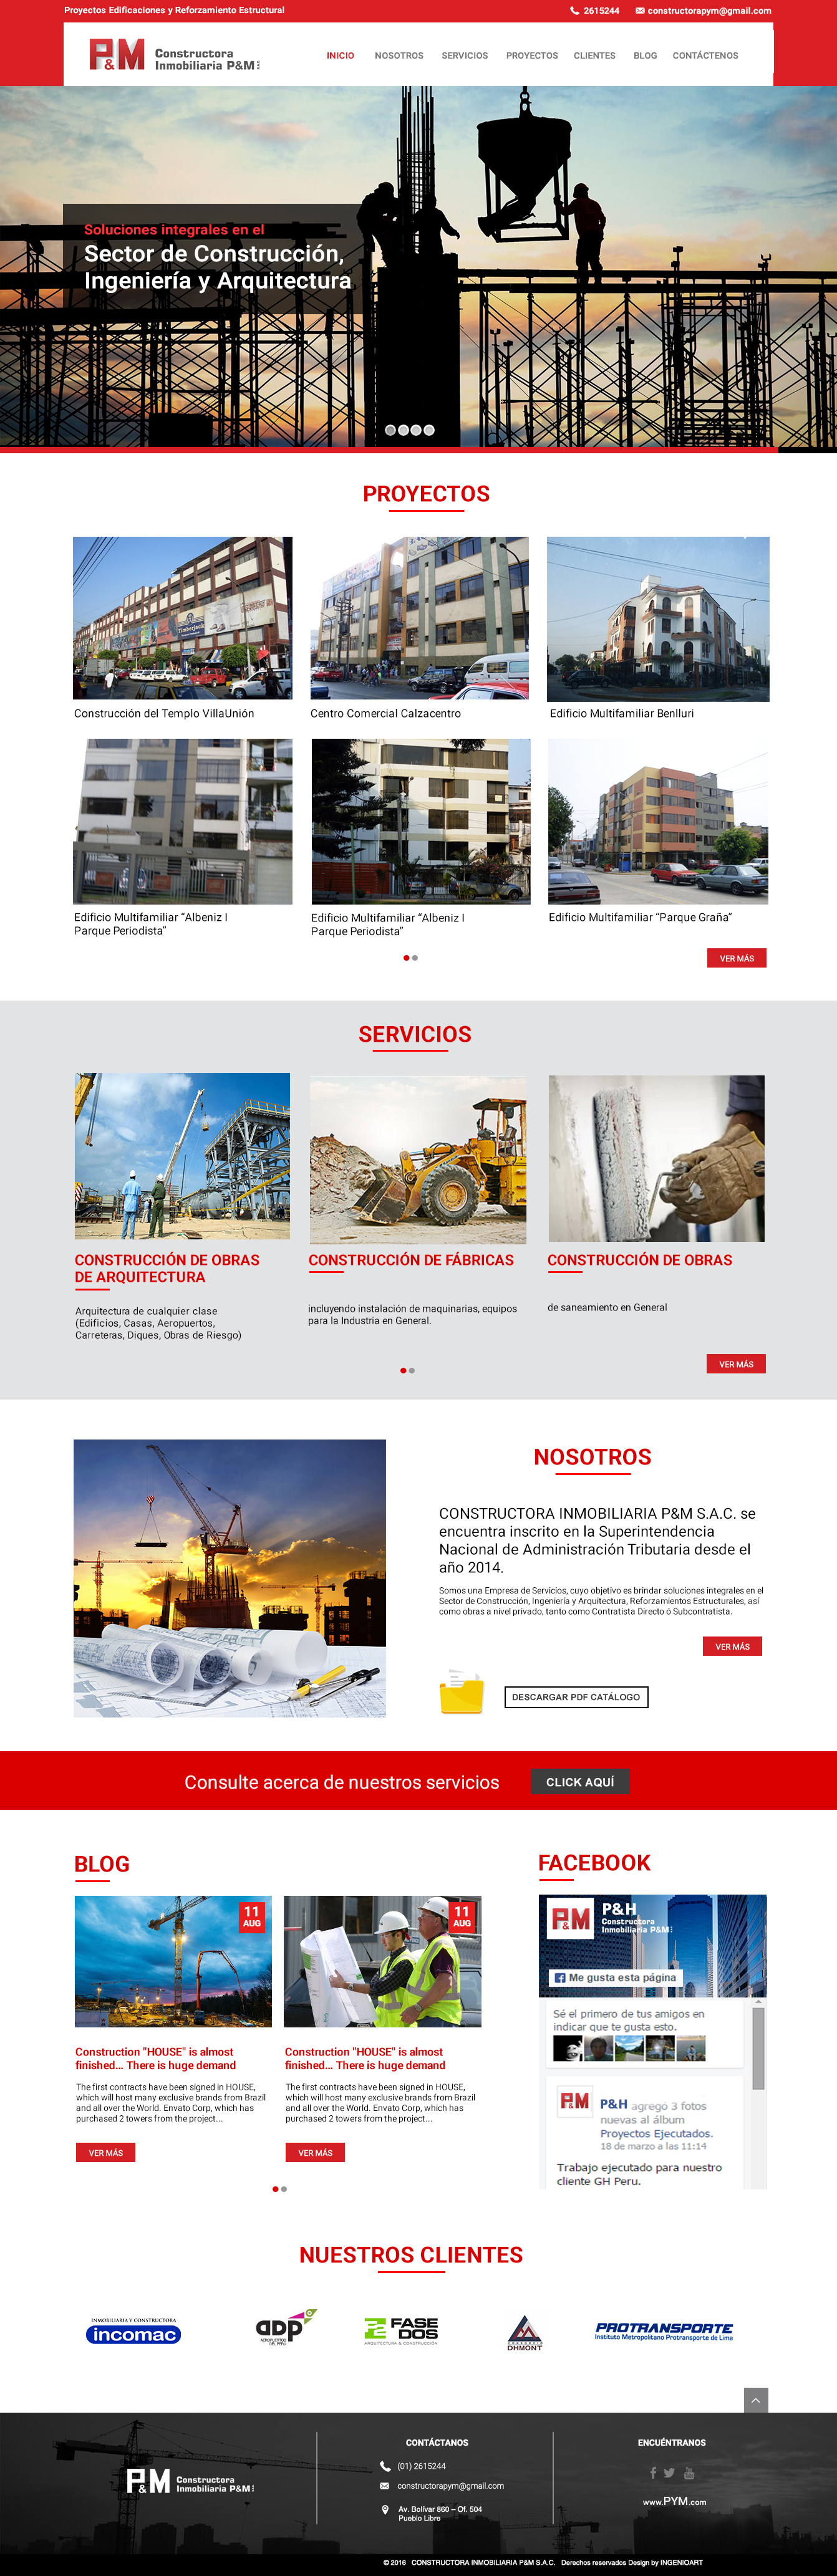 Proyectos Edificaciones y Reforzamiento Estructural
2615244
constructorapym@gmail.com
P&M
Constructora
Inmobiliaria P&M
INICIO NOSOTROS SERVICIOS PROYECTOS CLIENTES BLOG CONTÁCTENOS
Soluciones integrales en el
Sector de Construcción,
Ingeniería y Arquitectura
PROYECTOS
Timberjack
Construcción del Templo VillaUnión
Centro Comercial Calzacentro
Edificio Multifamiliar Benlluri
Edificio Multifamiliar “Albeniz I
Parque Periodista”
Edificio Multifamiliar “Albeniz I
Parque Periodista”
Edificio Multifamiliar “Parque Graña”
VER MÁS
SERVICIOS
CONSTRUCCIÓN DE OBRAS
DE ARQUITECTURA
Arquitectura de cualquier clase
(Edificios, Casas, Aeropuertos,
Carreteras, Diques, Obras de Riesgo)
CONSTRUCCIÓN DE FÁBRICAS
incluyendo instalación de maquinarias, equipos
para la Industria en General.
CONSTRUCCIÓN DE OBRAS
de saneamiento en General
VER MÁS
NOSOTROS
CONSTRUCTORA INMOBILIARIA P&M S.A.C. se
encuentra inscrito en la Superintendencia
Nacional de Administración Tributaria desde el
año 2014.
Somos una Empresa de Servicios, cuyo objetivo es brindar soluciones integrales en el
Sector de Construcción, Ingeniería y Arquitectura, Reforzamientos Estructurales, así
como obras a nivel privado, tanto como Contratista Directo ó Subcontratista.
VER MÁS
DESCARGAR PDF CATÁLOGO
Consulte acerca de nuestros servicios
CLICK AQUÍ
BLOG
11
AUG
Construction "HOUSE" is almost
finished... There is huge demand
The first contracts have been signed in HOUSE,
which will host many exclusive brands from Brazil
and all over the World. Envato Corp, which has
purchased 2 towers from the project...
VER MÁS
11
AUG
Construction "HOUSE" is almost
finished... There is huge demand
The first contracts have been signed in HOUSE,
which will host many exclusive brands from Brazil
and all over the World. Envato Corp, which has
purchased 2 towers from the project...
VER MÁS
FACEBOOK
P&M
P&H
Constructora
Inmobiliaria P&M
Me gusta esta página
Sé el primero de tus amigos en
indicar que te gusta esto.
P&M
P&H agregó 3 fotos
nuevas al álbum
Proyectos Ejecutados.
18 de marzo a las 11:14
Trabajo ejecutado para nuestro
cliente GH Peru.
NUESTROS CLIENTES
INMOBILIARIA Y CONSTRUCTORA
incomac
ADP
AEROPUERTOS
DEL PERÚ
FASE
DOS
ARQUITECTURA & CONSTRUCCIÓN
DHMONT
PROTRANSPORTE
Instituto Metropolitano Protransporte de Lima
P&M
Constructora
Inmobiliaria P&M
CONTÁCTANOS
(01) 2615244
constructorapym@gmail.com
Av. Bolívar 860 – Of. 504
Pueblo Libre
ENCUÉNTRANOS
www.PYM.com
© 2016 CONSTRUCTORA INMOBILIARIA P&M S.A.C. Derechos reservados Design by INGENIOART